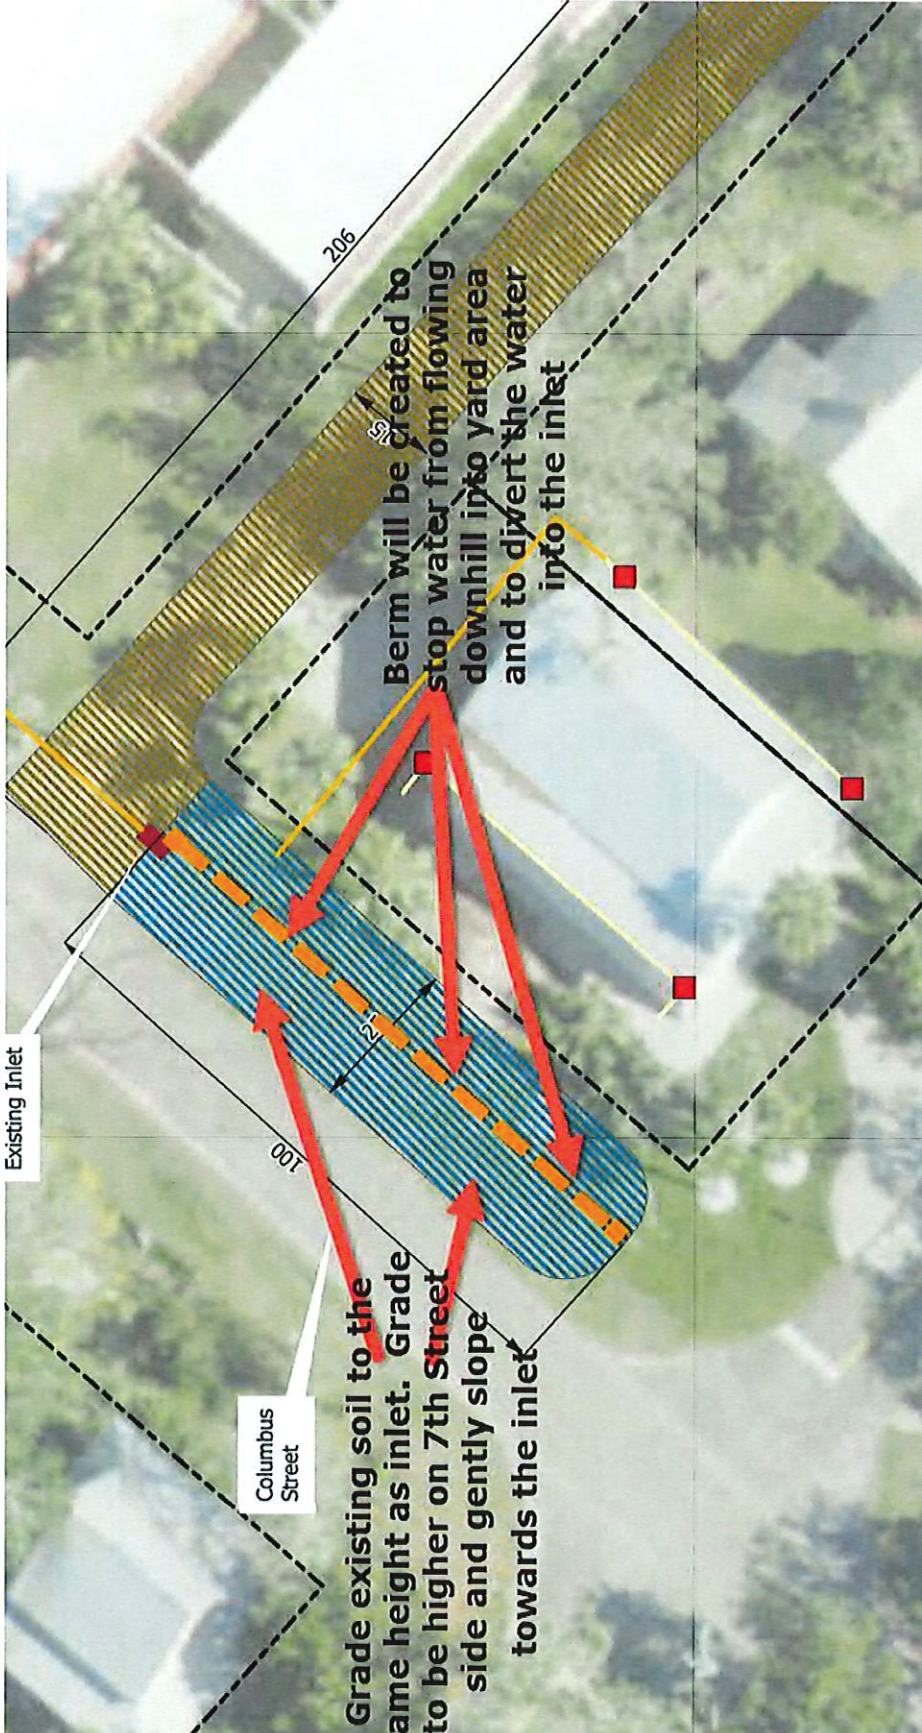 Existing Inlet
Columbus
Street
Grade existing soil to the
ame height as inlet. Grade
to be higher on 7th Street
side and gently slope
towards the inlet
Berm will be created to
stop water from flowing
downhill into yard area
and to divert the water
into the inlet
206
15
100